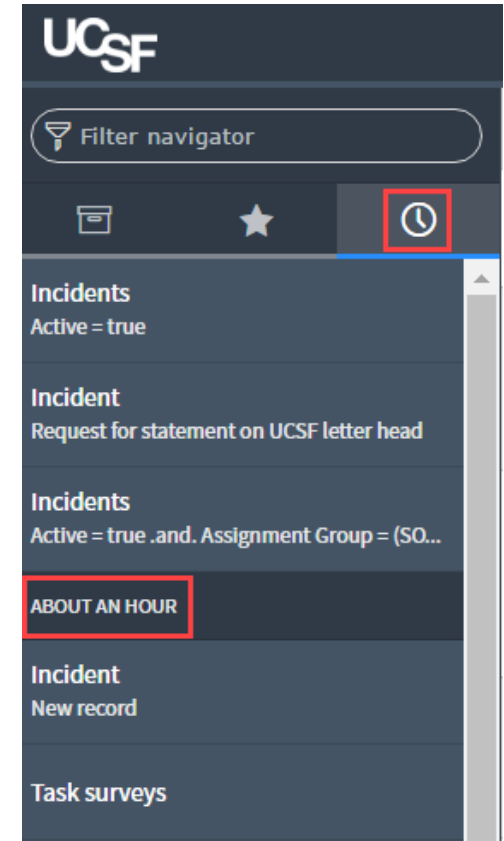 UCSF
Filter navigator
Incidents
Active = true
Incident
Request for statement on UCSF letter head
Incidents
Active = true .and. Assignment Group = (SO...
ABOUT AN HOUR
Incident
New record
Task surveys